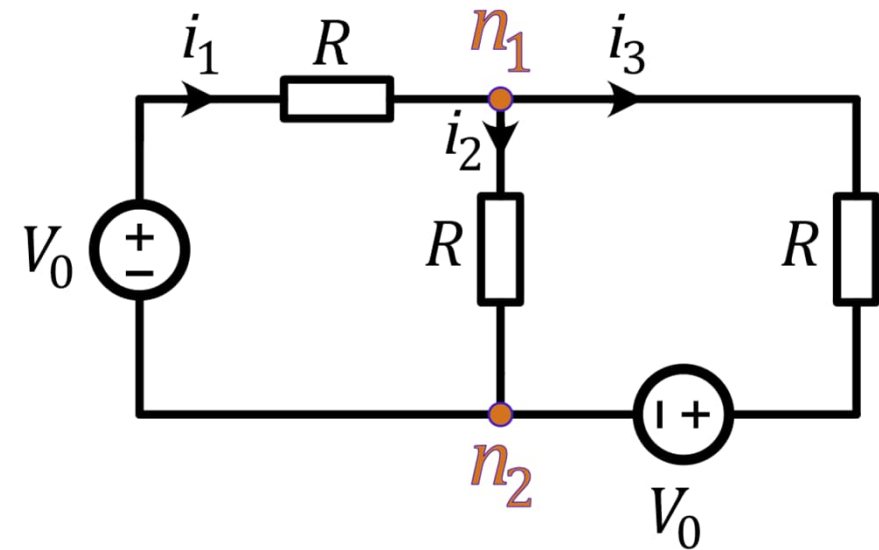 i₁
R
n₁
i₃
i₂
V₀
+
−
R
R
n₂
− +
V₀